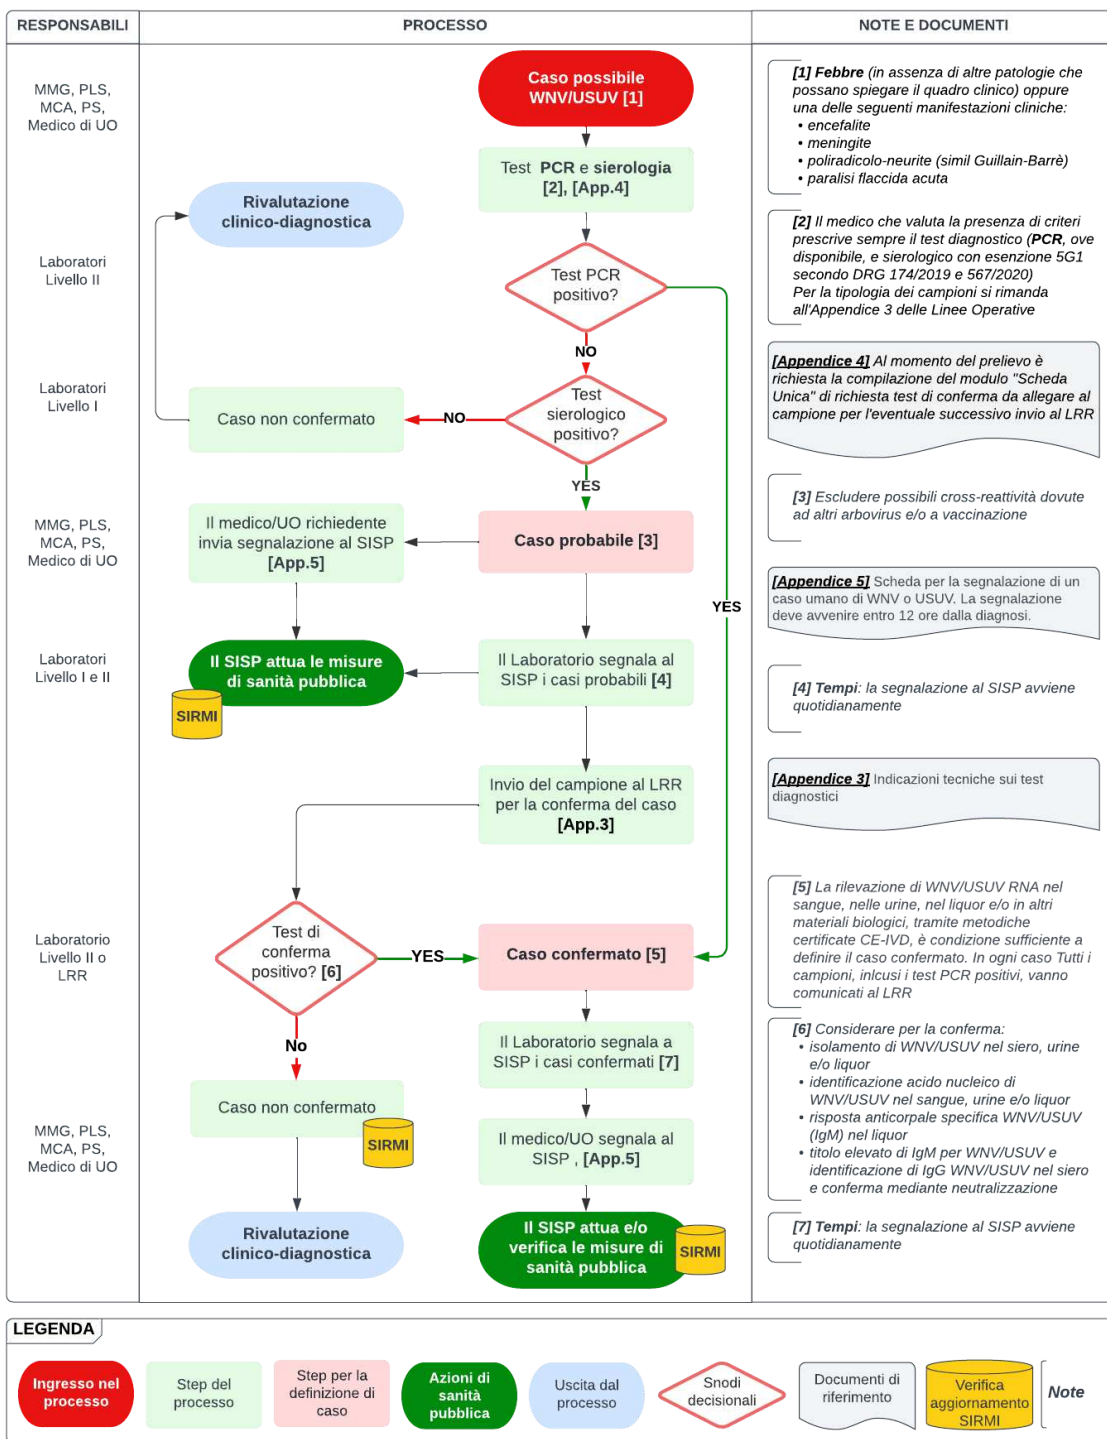 RESPONSABILI
PROCESSO
NOTE E DOCUMENTI
MMG, PLS,
MCA, PS,
Medico di UO
Caso possibile
WNV/USUV [1]
[1] Febbre (in assenza di altre patologie che
possano spiegare il quadro clinico) oppure
una delle seguenti manifestazioni cliniche:
• encefalite
• meningite
• poliradicolo-neurite (simil Guillain-Barrè)
• paralisi flaccida acuta
Test PCR e sierologia
[2], [App.4]
Rivalutazione
clinico-diagnostica
Laboratori
Livello II
Test PCR
positivo?
[2] Il medico che valuta la presenza di criteri
prescrive sempre il test diagnostico (PCR, ove
disponibile, e sierologico con esenzione 5G1
secondo DRG 174/2019 e 567/2020)
Per la tipologia dei campioni si rimanda
all'Appendice 3 delle Linee Operative
NO
Laboratori
Livello I
Caso non confermato
NO
Test
sierologico
positivo?
[Appendice 4] Al momento del prelievo è
richiesta la compilazione del modulo "Scheda
Unica" di richiesta test di conferma da allegare al
campione per l'eventuale successivo invio al LRR
YES
[3] Escludere possibili cross-reattività dovute
ad altri arbovirus e/o a vaccinazione
MMG, PLS,
MCA, PS,
Medico di UO
Il medico/UO richiedente
invia segnalazione al SISP
[App.5]
Caso probabile [3]
[Appendice 5] Scheda per la segnalazione di un
caso umano di WNV o USUV. La segnalazione
deve avvenire entro 12 ore dalla diagnosi.
YES
Laboratori
Livello I e II
Il SISP attua le misure
di sanità pubblica
SIRMI
Il Laboratorio segnala al
SISP i casi probabili [4]
[4] Tempi: la segnalazione al SISP avviene
quotidianamente
Invio del campione al LRR
per la conferma del caso
[App.3]
[Appendice 3] Indicazioni tecniche sui test
diagnostici
Laboratorio
Livello II o
LRR
Test di
conferma
positivo? [6]
YES
Caso confermato [5]
[5] La rilevazione di WNV/USUV RNA nel
sangue, nelle urine, nel liquor e/o in altri
materiali biologici, tramite metodiche
certificate CE-IVD, è condizione sufficiente a
definire il caso confermato. In ogni caso Tutti i
campioni, inlcusi i test PCR positivi, vanno
comunicati al LRR
No
Il Laboratorio segnala a
SISP i casi confermati [7]
[6] Considerare per la conferma:
• isolamento di WNV/USUV nel siero, urine
e/o liquor
• identificazione acido nucleico di
WNV/USUV nel sangue, urine e/o liquor
• risposta anticorpale specifica WNV/USUV
(IgM) nel liquor
• titolo elevato di IgM per WNV/USUV e
identificazione di IgG WNV/USUV nel siero
e conferma mediante neutralizzazione
MMG, PLS,
MCA, PS,
Medico di UO
Caso non confermato
SIRMI
Il medico/UO segnala al
SISP , [App.5]
Rivalutazione
clinico-diagnostica
Il SISP attua e/o
verifica le misure di
sanità pubblica
SIRMI
[7] Tempi: la segnalazione al SISP avviene
quotidianamente
LEGENDA
Ingresso nel
processo
Step del
processo
Step per la
definizione di
caso
Azioni di
sanità
pubblica
Uscita dal
processo
Snodi
decisionali
Documenti di
riferimento
Verifica
aggiornamento
SIRMI
Note